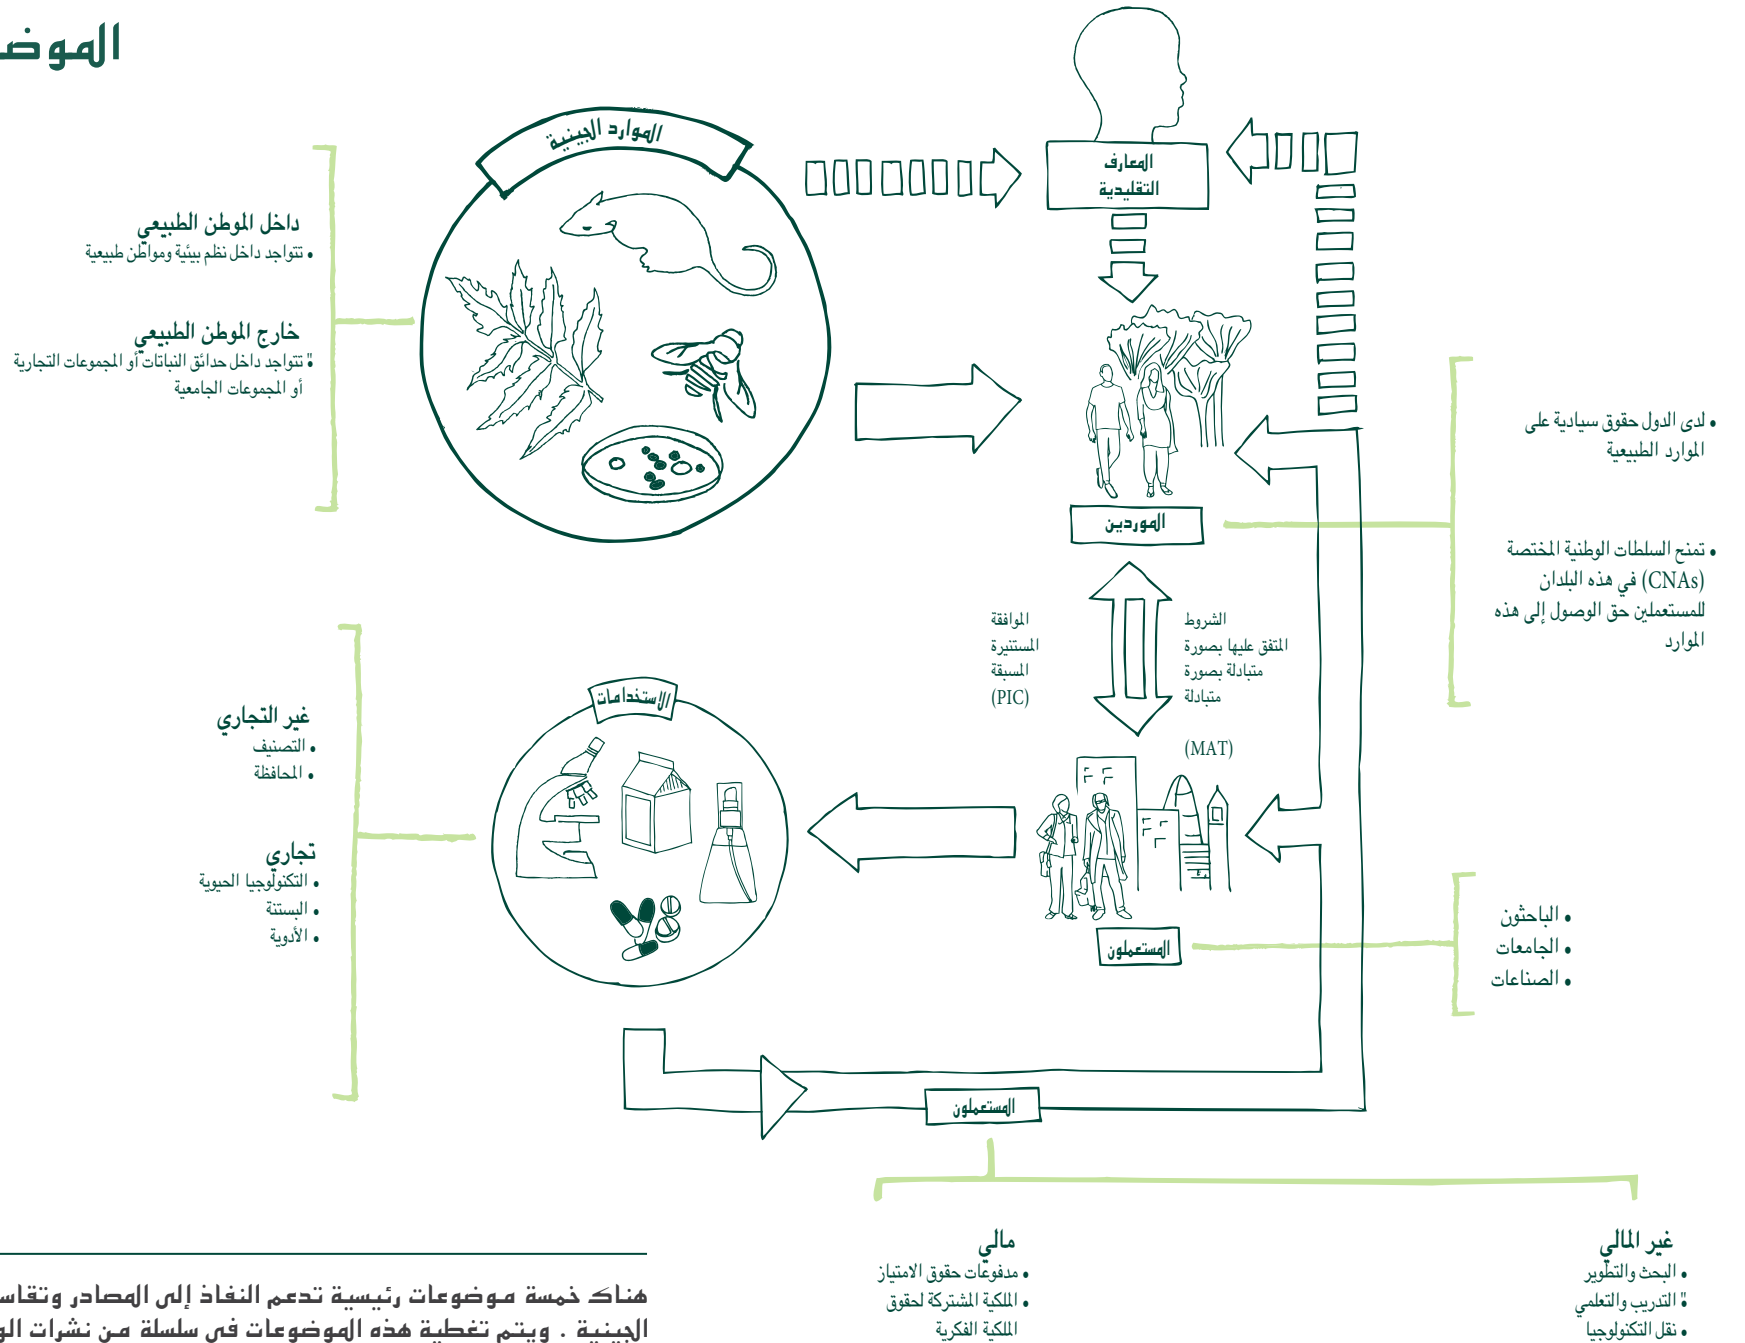 الموارد الجينية
المعارف
التقليدية
داخل الموطن الطبيعي
• تتواجد داخل نظم بيئية ومواطن طبيعية
خارج الموطن الطبيعي
" تتواجد داخل حدائق النباتات أو المجموعات التجارية
أو المجموعات الجامعية
• لدى الدول حقوق سيادية على
الموارد الطبيعية
• تمنح السلطات الوطنية المختصة
(CNAs) في هذه البلدان
للمستعملين حق الوصول إلى هذه
الموارد
الموردين
الشروط
المتفق عليها بصورة
متبادلة بصورة
متبادلة
(MAT)
الموافقة
المستنيرة
المسبقة
(PIC)
الاستخدامات
غير التجاري
• التصنيف
• المحافظة
تجاري
• التكنولوجيا الحيوية
• البستنة
• الأدوية
المستعملون
• الباحثون
• الجامعات
• الصناعات
المستعملون
غير المالي
• البحث والتطوير
" التدريب والتعلمي
• نقل التكنولوجيا
مالي
• مدفوعات حقوق الامتياز
• الملكية المشتركة لحقوق
الملكية الفكرية
هناك خمسة موضوعات رئيسية تدعم النفاذ إلى المصادر
الجينية . ويتم تغطية هذه الموضوعات في سلسلة من نشرات